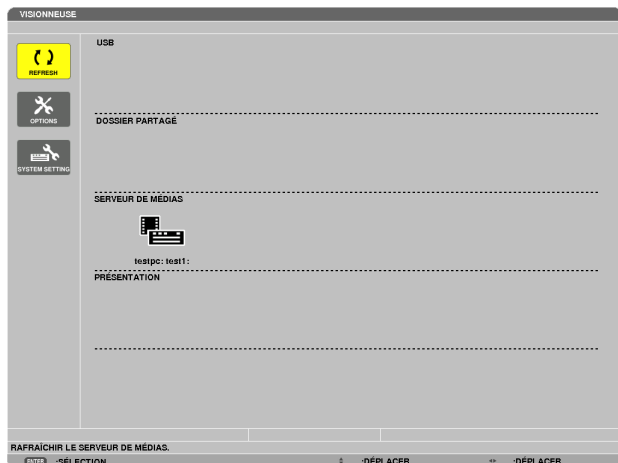 VISIONNEUSE
USB
REFRESH
OPTIONS
DOSSIER PARTAGÉ
SYSTEM SETTING
SERVEUR DE MÉDIAS
testpc: test1:
PRÉSENTATION
RAFRAÎCHIR LE SERVEUR DE MÉDIAS.
ENTER :SÉLECTION :DÉPLACER :DÉPLACER